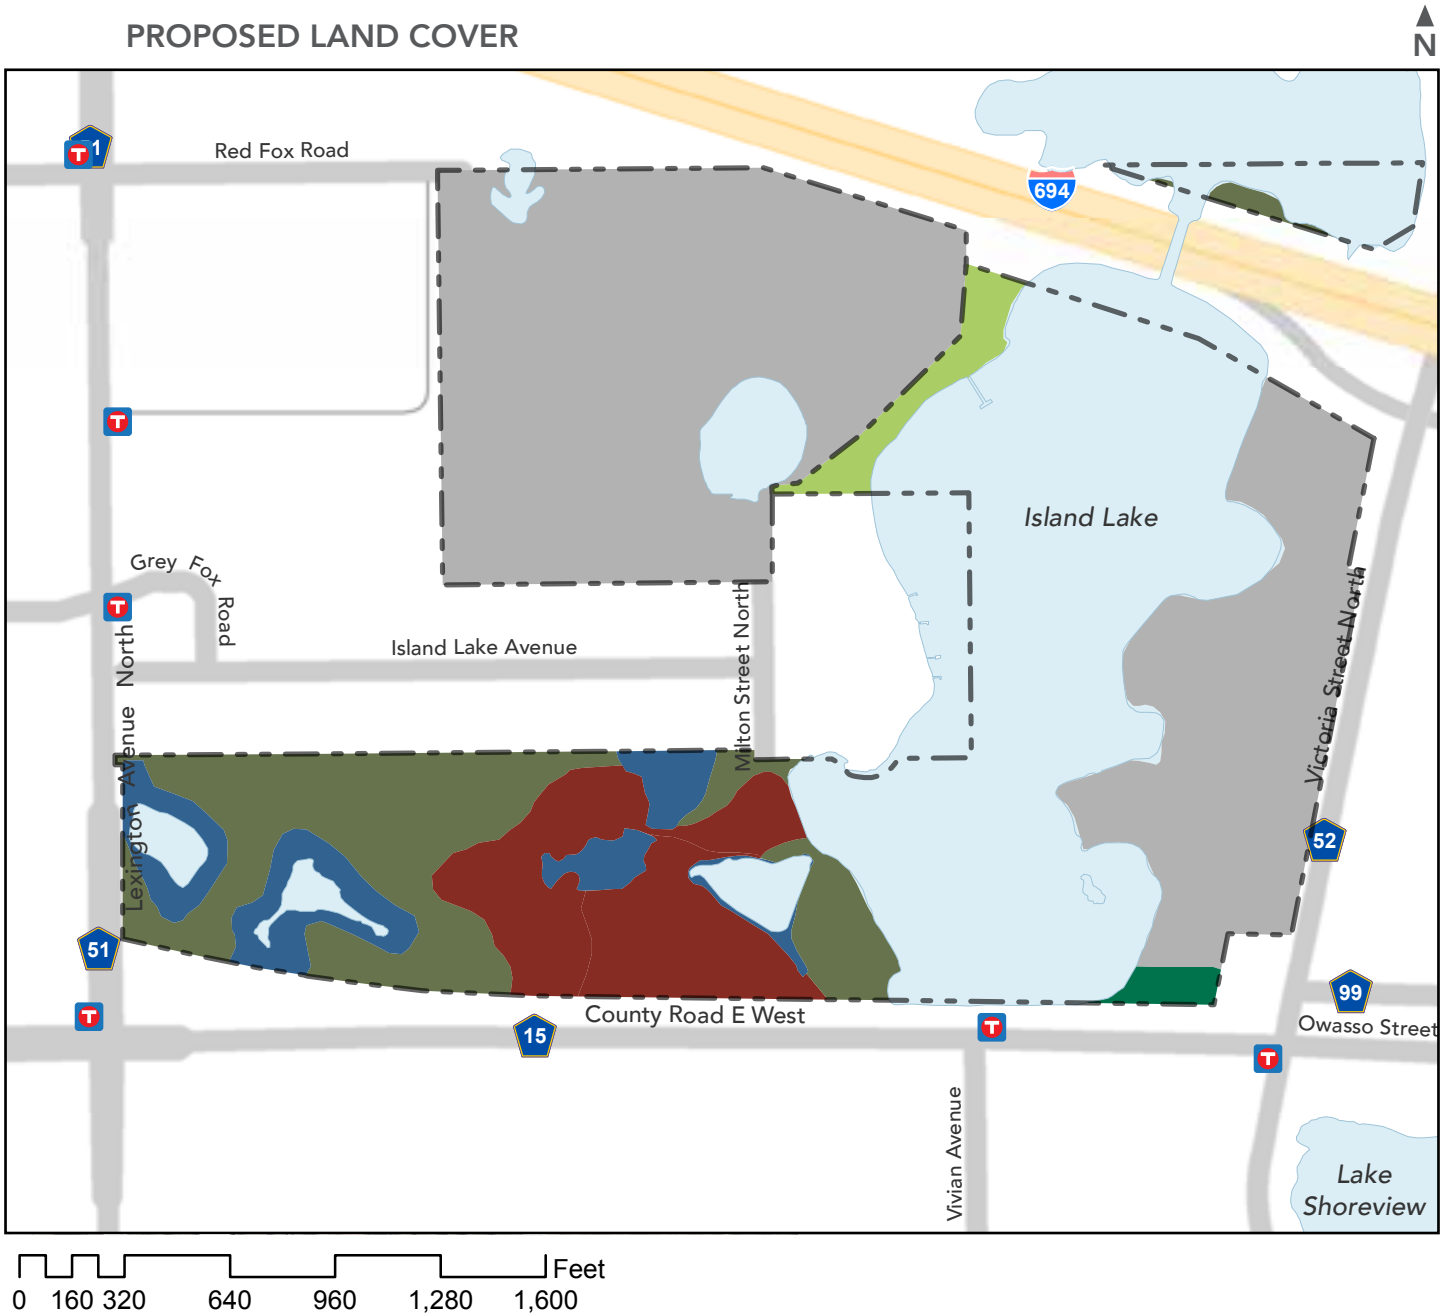 PROPOSED LAND COVER
N
1
T
Red Fox Road
694
T
Island Lake
Grey Fox Road
T
Island Lake Avenue
Milton Street North
Lexington Avenue North
Victoria Street North
52
51
T
99
County Road E West
15
T
Owasso Street
T
Vivian Avenue
Lake
Shoreview
Feet
0 160 320 640 960 1,280 1,600